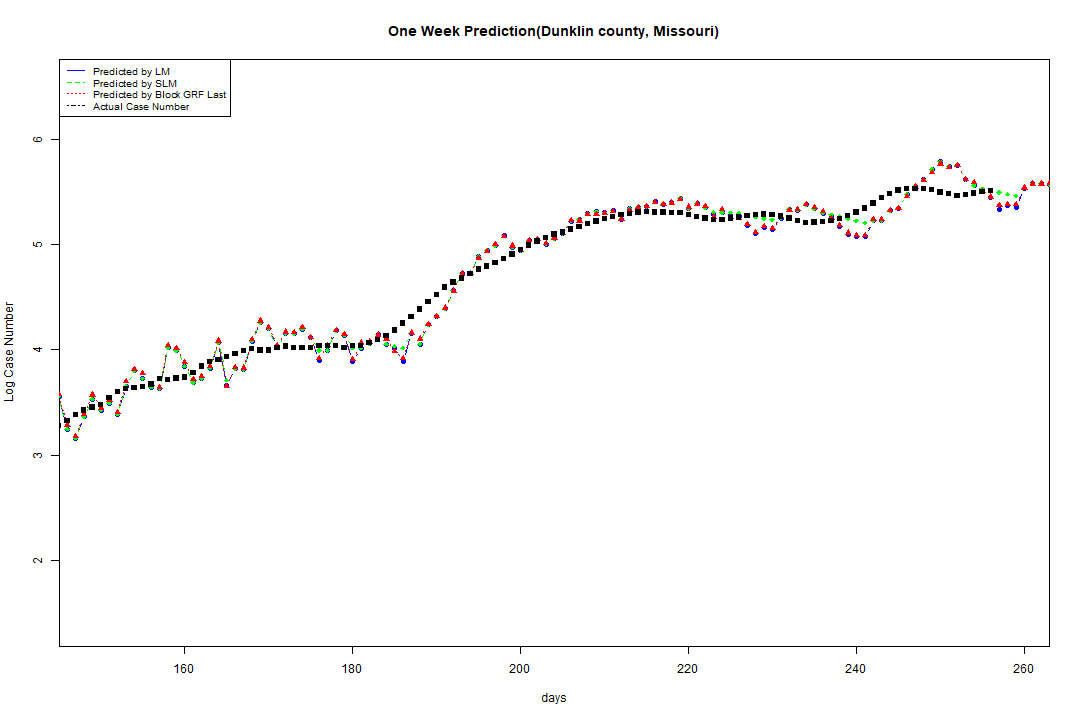 One Week Prediction(Dunklin county, Missouri)
Predicted by LM
Predicted by SLM
Predicted by Block GRF Last
Actual Case Number
6
5
4
3
2
Log Case Number
160 180 200 220 240 260
days